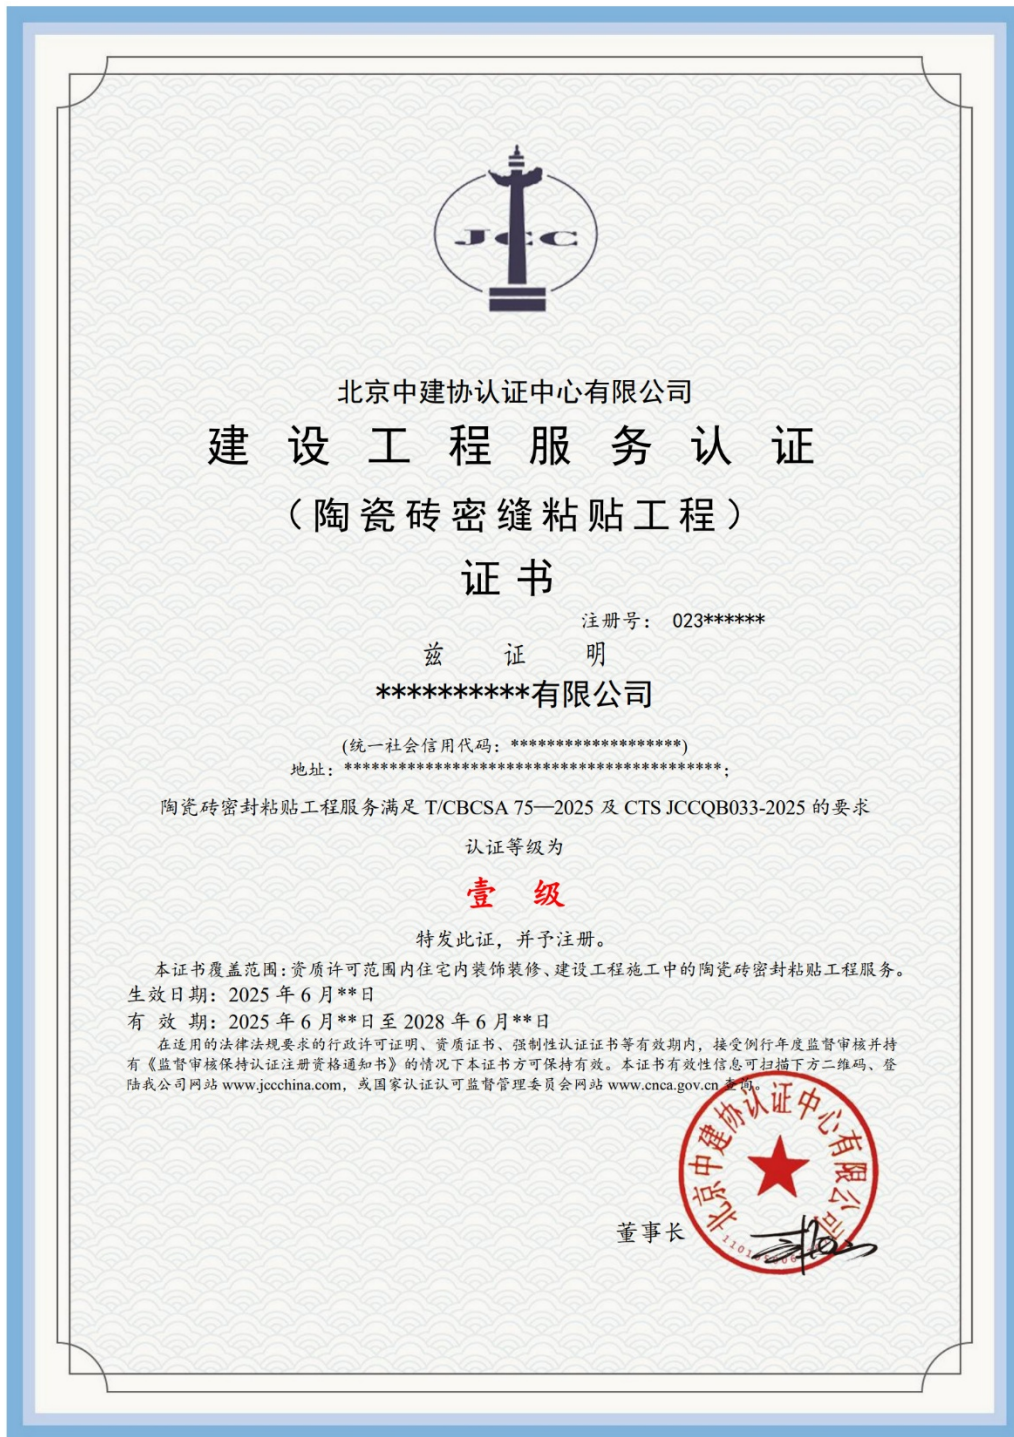 JCC
北京中建协认证中心有限公司
建设工程服务认证
（陶瓷砖密缝粘贴工程）
证书
注册号： 023******
兹证明
**********有限公司
(统一社会信用代码：*******************)
地址：******************************************;
陶瓷砖密封粘贴工程服务满足 T/CBCSA 75—2025 及 CTS JCCQB033-2025 的要求
认证等级为
壹 级
特发此证，并予注册。
本证书覆盖范围：资质许可范围内住宅内装饰装修、建设工程施工中的陶瓷砖密封粘贴工程服务。
生效日期：2025 年 6 月**日
有 效 期：2025 年 6 月**日至 2028 年 6 月**日
在适用的法律法规要求的行政许可证明、资质证书、强制性认证证书等有效期内，接受例行年度监督审核并持
有《监督审核保持认证注册资格通知书》的情况下本证书方可保持有效。本证书有效性信息可扫描下方二维码、登
陆我公司网站 www.jccchina.com，或国家认证认可监督管理委员会网站 www.cnca.gov.cn 查询。
北京中建协认证中心有限公司
董事长